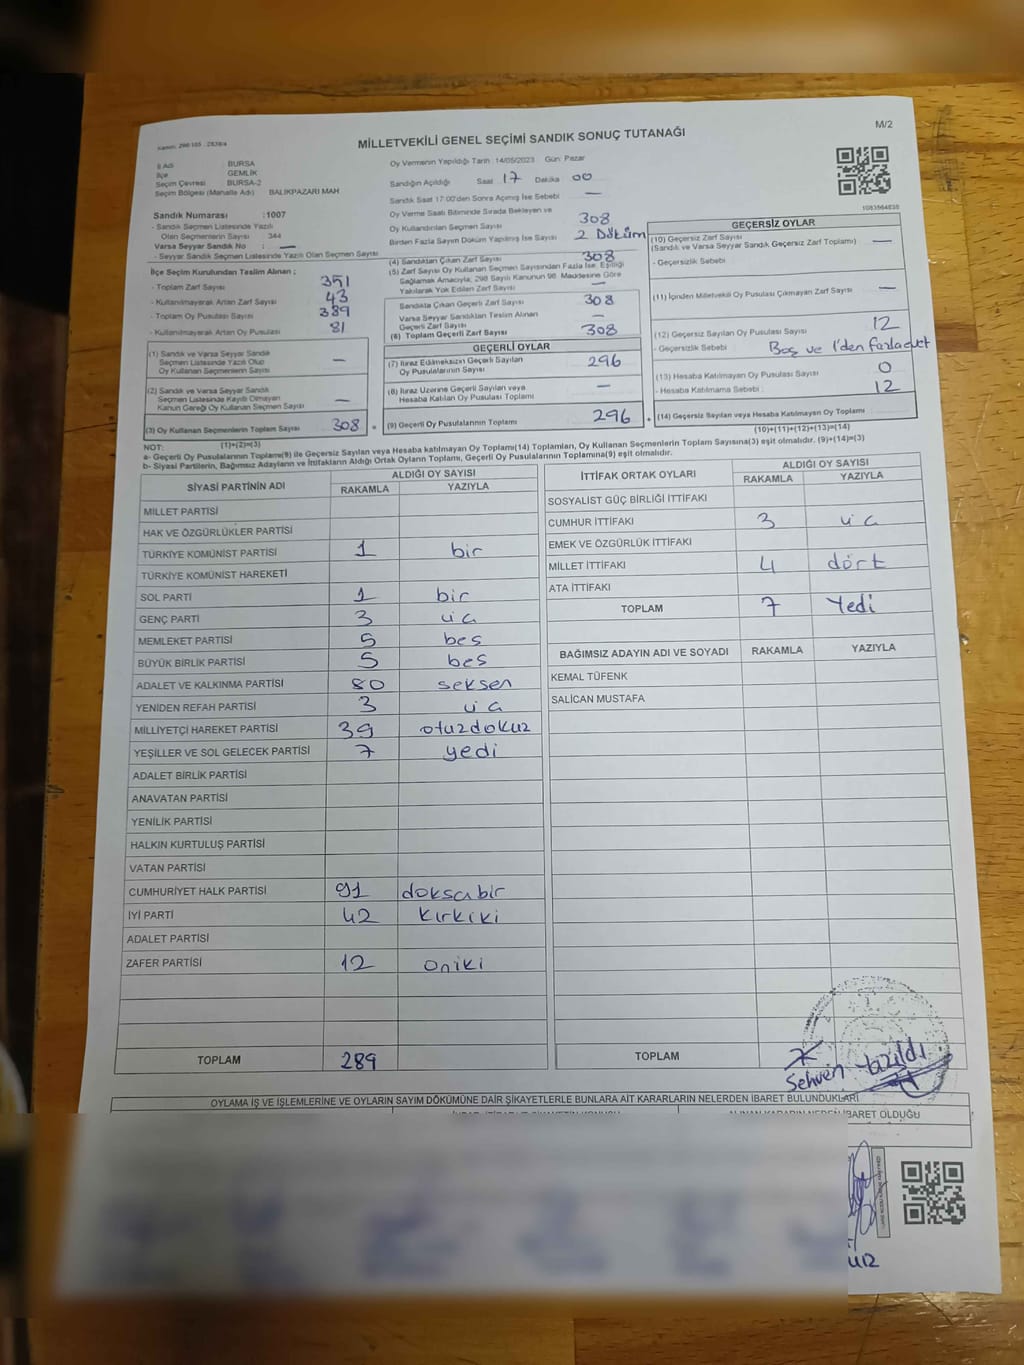 M/2
MİLLETVEKİLİ GENEL SEÇİMİ SANDIK SONUÇ TUTANAĞI
İl Adı : BURSA
İlçe : GEMLİK
Seçim Çevresi : BURSA-2
Seçim Bölgesi (Mahalle Adı) BALIKPAZARI MAH
Sandık Numarası : 1007
- Sandık Seçmen Listesinde Yazılı
Olan Seçmenlerin Sayısı : 344
Varsa Seyyar Sandık No : —
- Seyyar Sandık Seçmen Listesinde Yazılı Olan Seçmen Sayısı
İlçe Seçim Kurulundan Teslim Alınan ;
- Toplam Zarf Sayısı 351
- Kullanılmayarak Artan Zarf Sayısı 43
- Toplam Oy Pusulası Sayısı 389
- Kullanılmayarak Artan Oy Pusulası 81
(1) Sandık ve Varsa Seyyar Sandık
Seçmen Listesinde Yazılı Olup
Oy Kullanan Seçmenlerin Sayısı —
(2) Sandık ve Varsa Seyyar Sandık
Seçmen Listesinde Kayıtlı Olmayan
Kanun Gereği Oy Kullanan Seçmen Sayısı —
(3) Oy Kullanan Seçmenlerin Toplam Sayısı 308
(1)+(2)=(3)
Oy Vermenin Yapıldığı Tarih : 14/05/2023 Gün: Pazar
Sandığın Açıldığı Saat 17 Dakika 00
Sandık Saat 17:00'den Sonra Açılmış İse Sebebi —
Oy Verme Saati Bitiminde Sırada Bekleyen ve
Oy Kullandırılan Seçmen Sayısı 308
Birden Fazla Sayım Döküm Yapılmış İse Sayısı 2 Döküm
(4) Sandıktan Çıkan Zarf Sayısı 308
(5) Zarf Sayısı Oy Kullanan Seçmen Sayısından Fazla İse, Eşitliği
Sağlamak Amacıyla; 298 Sayılı Kanunun 98. Maddesine Göre
Yakılarak Yok Edilen Zarf Sayısı —
Sandıkta Çıkan Geçerli Zarf Sayısı 308
Varsa Seyyar Sandıktan Teslim Alınan
Geçerli Zarf Sayısı —
(6) Toplam Geçerli Zarf Sayısı 308
GEÇERLİ OYLAR
(7) İtiraz Edilmeksizin Geçerli Sayılan
Oy Pusulalarının Sayısı 296
(8) İtiraz Üzerine Geçerli Sayılan veya
Hesaba Katılan Oy Pusulası Toplamı —
(9) Geçerli Oy Pusulalarının Toplamı 296
1083564838
GEÇERSİZ OYLAR
(10) Geçersiz Zarf Sayısı —
(Sandık ve Varsa Seyyar Sandık Geçersiz Zarf Toplamı)
- Geçersizlik Sebebi
(11) İçinden Milletvekili Oy Pusulası Çıkmayan Zarf Sayısı —
(12) Geçersiz Sayılan Oy Pusulası Sayısı 12
- Geçersizlik Sebebi Boş ve 1'den fazla evet
(13) Hesaba Katılmayan Oy Pusulası Sayısı 0
- Hesaba Katılmama Sebebi : 12
(14) Geçersiz Sayılan veya Hesaba Katılmayan Oy Toplamı
(10)+(11)+(12)+(13)=(14)
NOT:
a- Geçerli Oy Pusulalarının Toplamı(9) ile Geçersiz Sayılan veya Hesaba katılmayan Oy Toplamı(14) Toplamları, Oy Kullanan Seçmenlerin Toplam Sayısına(3) eşit olmalıdır. (9)+(14)=(3)
b- Siyasi Partilerin, Bağımsız Adayların ve İttifakların Aldığı Ortak Oyların Toplamı, Geçerli Oy Pusulalarının Toplamına(9) eşit olmalıdır.
SİYASİ PARTİNİN ADI ALDIĞI OY SAYISI
RAKAMLA YAZIYLA
MİLLET PARTİSİ
HAK VE ÖZGÜRLÜKLER PARTİSİ
TÜRKİYE KOMÜNİST PARTİSİ 1 bir
TÜRKİYE KOMÜNİST HAREKETİ
SOL PARTİ 1 bir
GENÇ PARTİ 3 üç
MEMLEKET PARTİSİ 5 beş
BÜYÜK BİRLİK PARTİSİ 5 beş
ADALET VE KALKINMA PARTİSİ 80 seksen
YENİDEN REFAH PARTİSİ 3 üç
MİLLİYETÇİ HAREKET PARTİSİ 39 otuzdokuz
YEŞİLLER VE SOL GELECEK PARTİSİ 7 yedi
ADALET BİRLİK PARTİSİ
ANAVATAN PARTİSİ
YENİLİK PARTİSİ
HALKIN KURTULUŞ PARTİSİ
VATAN PARTİSİ
CUMHURİYET HALK PARTİSİ 91 doksabir
İYİ PARTİ 42 kırkiki
ADALET PARTİSİ
ZAFER PARTİSİ 12 oniki
TOPLAM 289
İTTİFAK ORTAK OYLARI ALDIĞI OY SAYISI
RAKAMLA YAZIYLA
SOSYALİST GÜÇ BİRLİĞİ İTTİFAKI
CUMHUR İTTİFAKI 3 üç
EMEK VE ÖZGÜRLÜK İTTİFAKI
MİLLET İTTİFAKI 4 dört
ATA İTTİFAKI
TOPLAM 7 Yedi
BAĞIMSIZ ADAYIN ADI VE SOYADI RAKAMLA YAZIYLA
KEMAL TÜFENK
SALİCAN MUSTAFA
TOPLAM 7
Sehven yazıldı
OYLAMA İŞ VE İŞLEMLERİNE VE OYLARIN SAYIM DÖKÜMÜNE DAİR ŞİKAYETLERLE BUNLARA AİT KARARLARIN NELERDEN İBARET BULUNDUKLARI
ALINAN KARARIN NEDEN İBARET OLDUĞU